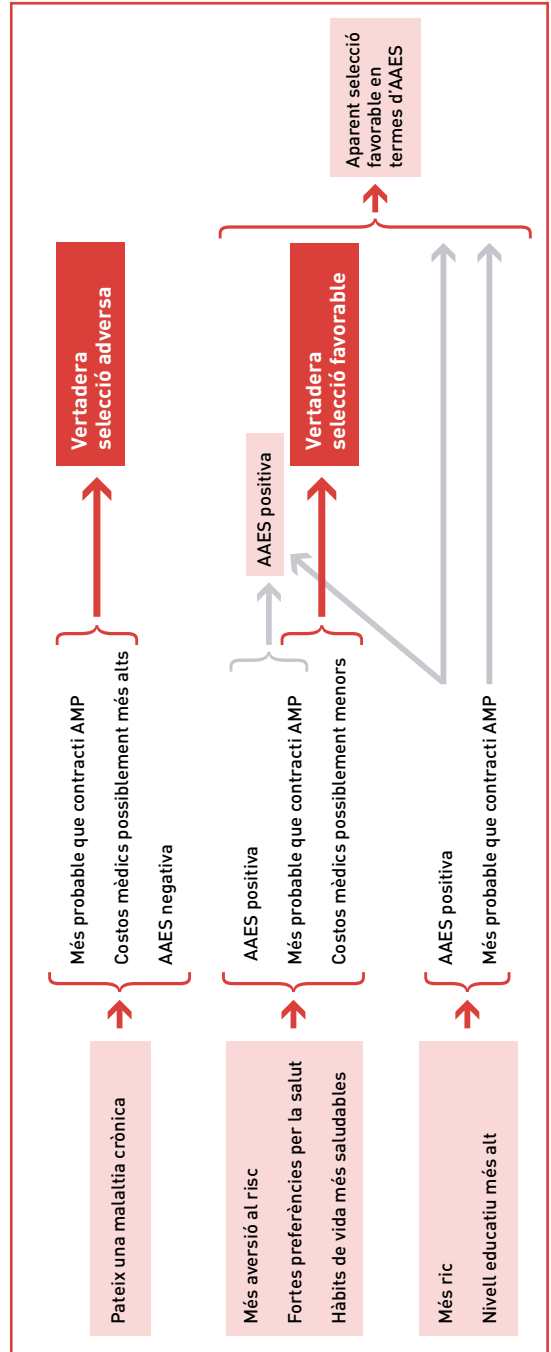 Pateix una malaltia crònica
Més probable que contracti AMP
Costos mèdics possiblement més alts
AAES negativa
Vertadera
selecció adversa
Més aversió al risc
Fortes preferències per la salut
Hàbits de vida més saludables
AAES positiva
Més probable que contracti AMP
Costos mèdics possiblement menors
AAES positiva
Vertadera
selecció favorable
Més ric
Nivell educatiu més alt
AAES positiva
Més probable que contracti AMP
Aparent selecció
favorable en
termes d'AAES